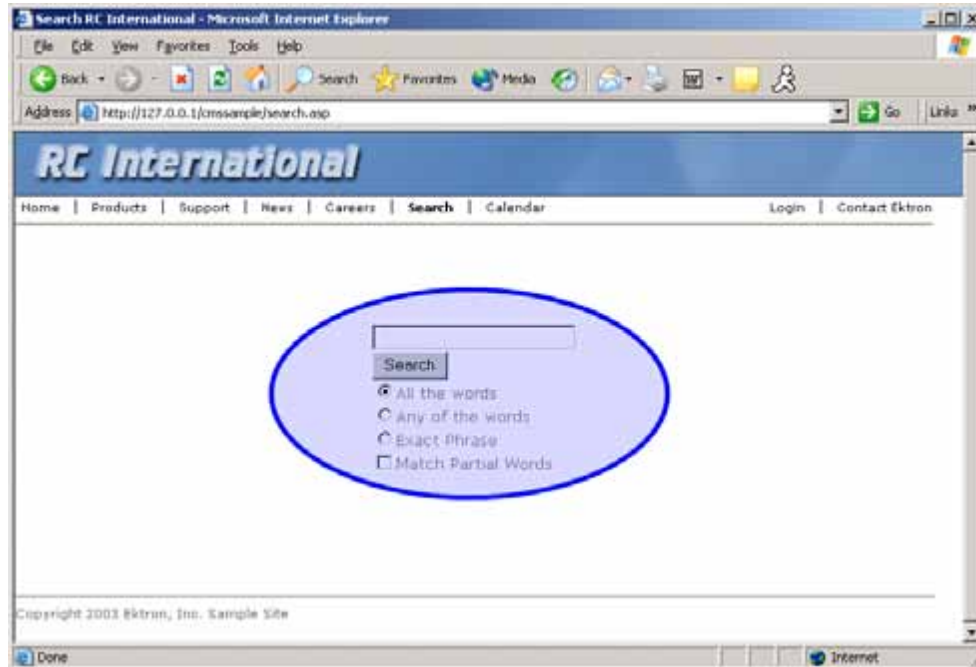 Search RC International - Microsoft Internet Explorer
File Edit View Favorites Tools Help
Back Search Favorites Media
Address http://127.0.0.1/cmssample/search.asp Go Links »
RC International
Home | Products | Support | News | Careers | Search | Calendar Login | Contact Ektron
Search
All the words
Any of the words
Exact Phrase
Match Partial Words
Copyright 2003 Ektron, Inc. Sample Site
Done Internet